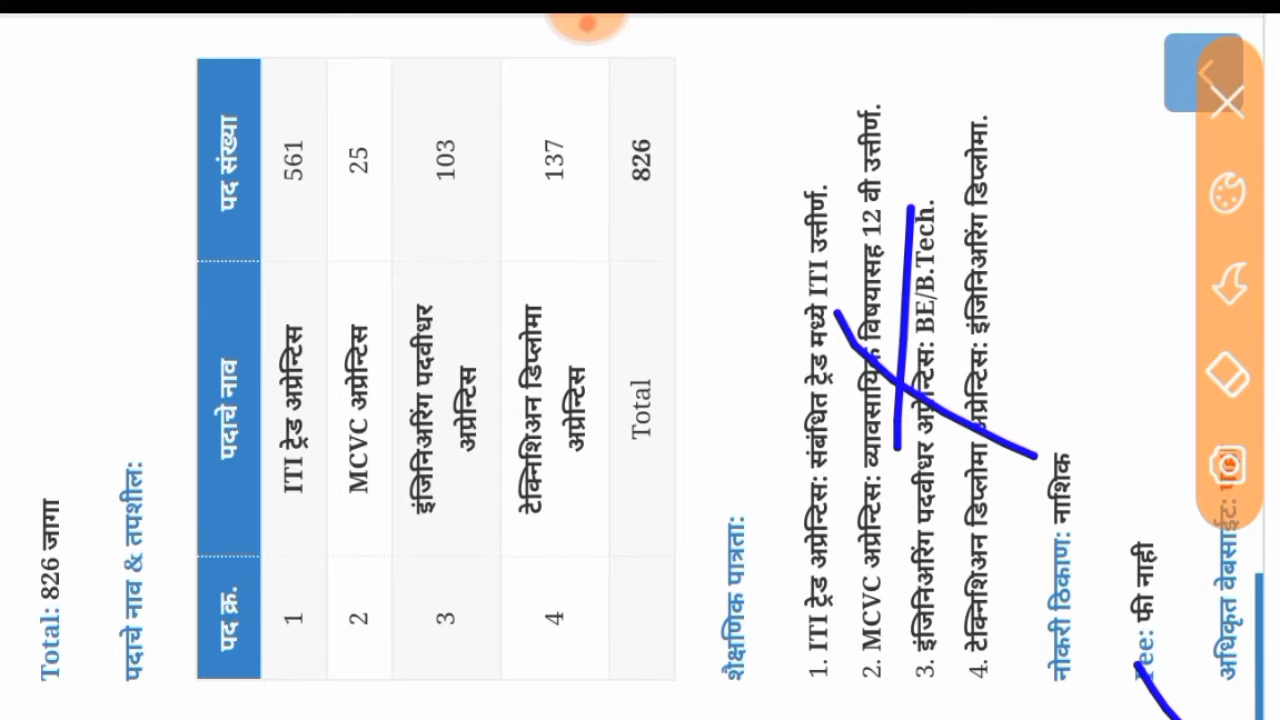 Total: 826 जागा
पदाचे नाव & तपशील:
पद क्र. पदाचे नाव पद संख्या
1 ITI ट्रेड अप्रेन्टिस 561
2 MCVC अप्रेन्टिस 25
3 इंजिनिअरिंग पदवीधर अप्रेन्टिस 103
4 टेक्निशिअन डिप्लोमा अप्रेन्टिस 137
Total 826
शैक्षणिक पात्रता:
1. ITI ट्रेड अप्रेन्टिस: संबंधित ट्रेड मध्ये ITI उत्तीर्ण.
2. MCVC अप्रेन्टिस: व्यावसायिक विषयासह 12 वी उत्तीर्ण.
3. इंजिनिअरिंग पदवीधर अप्रेन्टिस: BE/B.Tech.
4. टेक्निशिअन डिप्लोमा अप्रेन्टिस: इंजिनिअरिंग डिप्लोमा.
नोकरी ठिकाण: नाशिक
Fee: फी नाही
अधिकृत वेबसाईट: